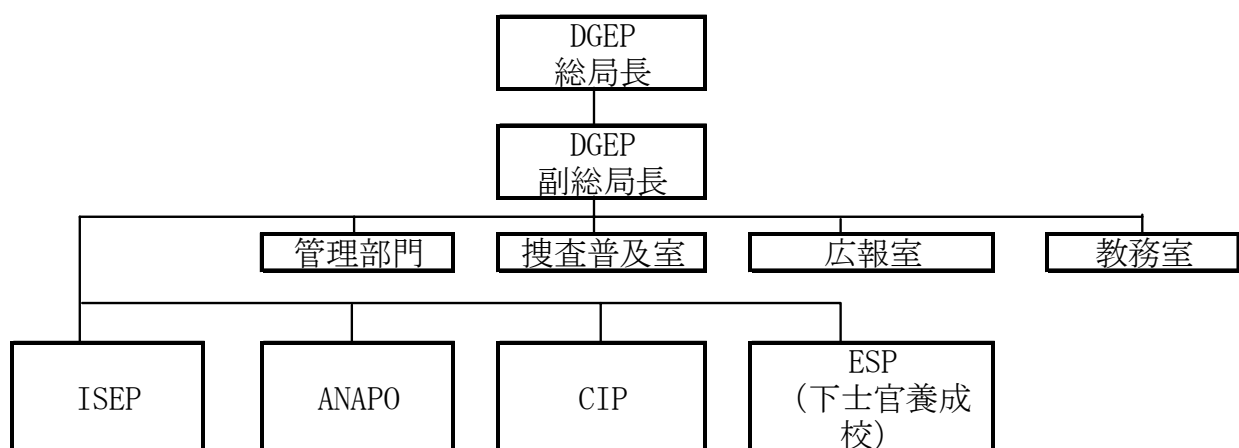 DGEP
総局長
DGEP
副総局長
管理部門
捜査普及室
広報室
教務室
ISEP
ANAPO
CIP
ESP
(下士官養成
校)